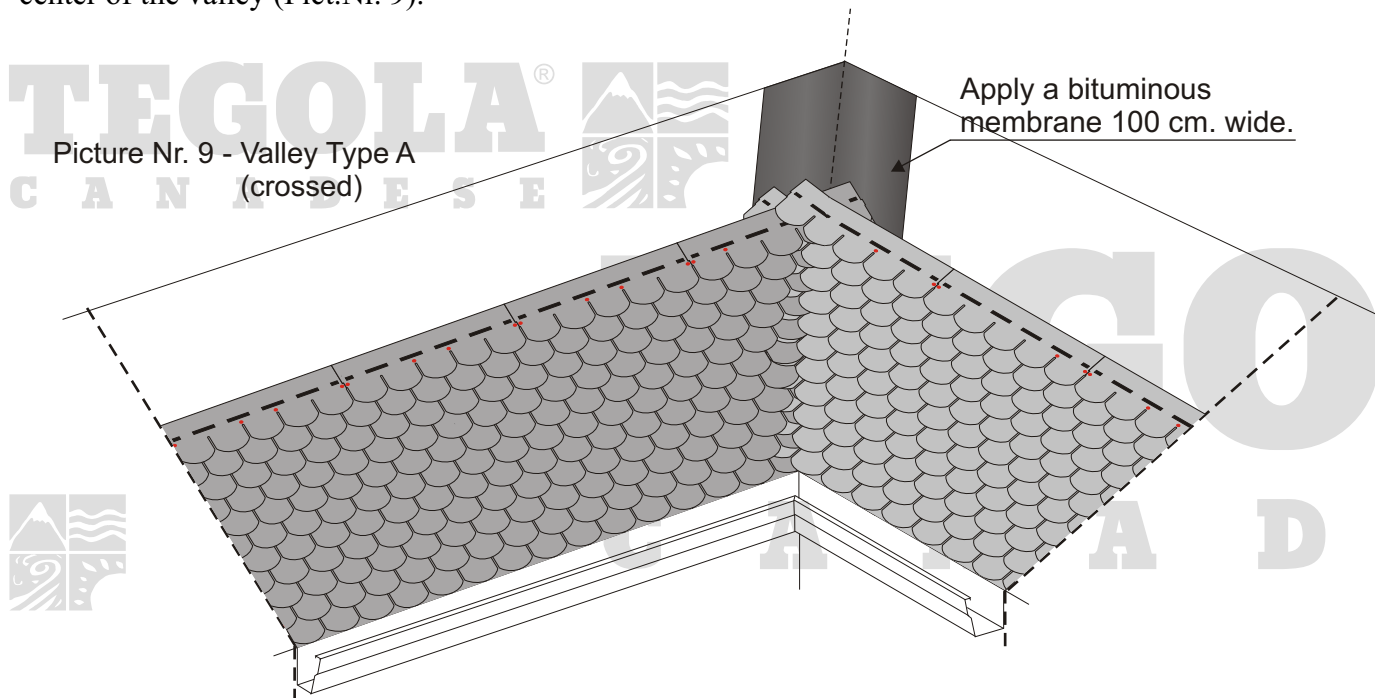 center of the valley (Pict.Nr. 9).
TEGOLA®
CANADESE
Picture Nr. 9 - Valley Type A
(crossed)
Apply a bituminous
membrane 100 cm. wide.
GO
C A N A D